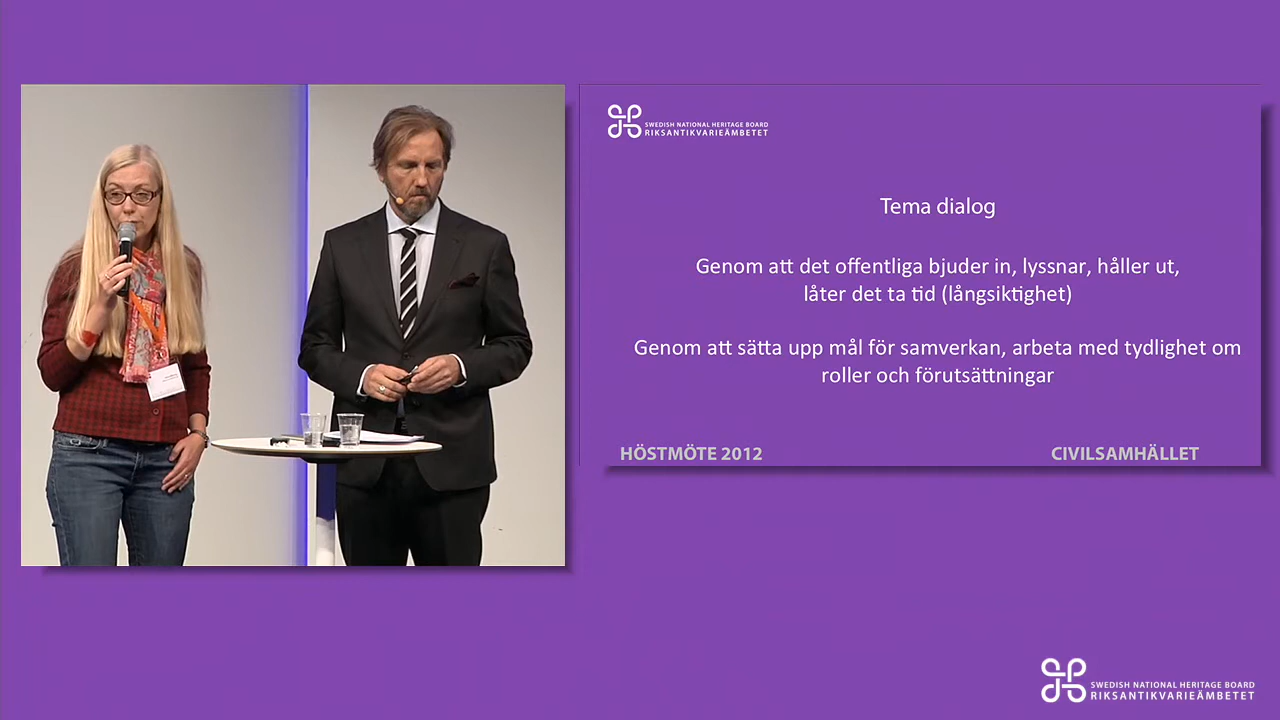 SWEDISH NATIONAL HERITAGE BOARD
RIKSANTIKVARIEÄMBETET
Tema dialog
Genom att det offentliga bjuder in, lyssnar, håller ut,
låter det ta tid (långsiktighet)
Genom att sätta upp mål för samverkan, arbeta med tydlighet om
roller och förutsättningar
HÖSTMÖTE 2012
CIVILSAMHÄLLET
SWEDISH NATIONAL HERITAGE BOARD
RIKSANTIKVARIEÄMBETET